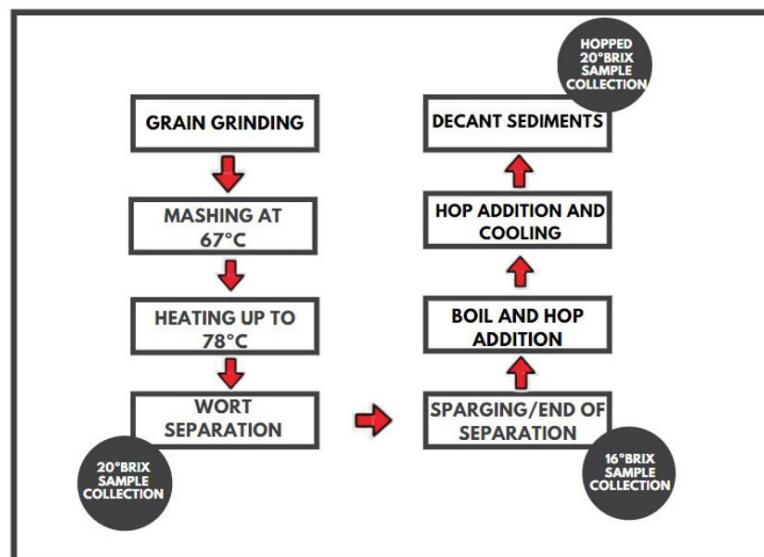 GRAIN GRINDING
MASHING AT
67°C
HEATING UP TO
78°C
WORT
SEPARATION
20°BRIX
SAMPLE
COLLECTION
SPARGING/END OF
SEPARATION
16°BRIX
SAMPLE
COLLECTION
BOIL AND HOP
ADDITION
HOP ADDITION AND
COOLING
DECANT SEDIMENTS
HOPPED
20°BRIX
SAMPLE
COLLECTION